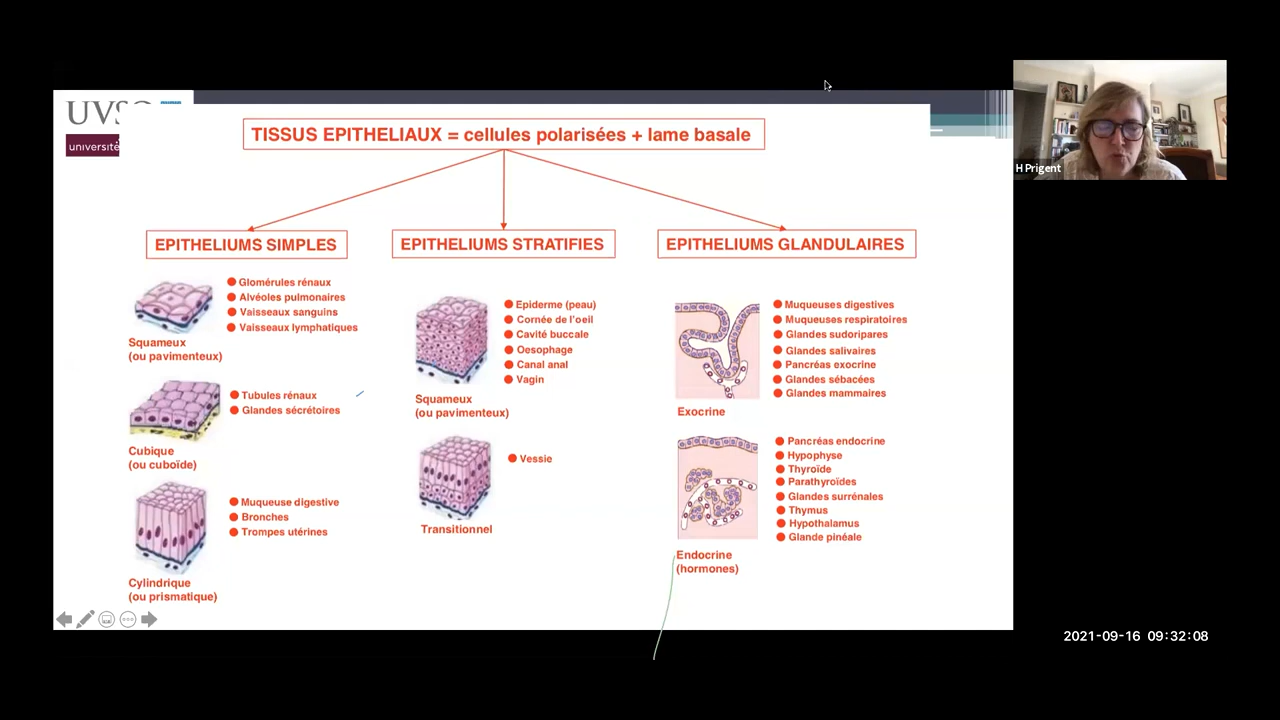 UVSQ
université
TISSUS EPITHELIAUX = cellules polarisées + lame basale
EPITHELIUMS SIMPLES
Glomérules rénaux
Alvéoles pulmonaires
Vaisseaux sanguins
Vaisseaux lymphatiques
Squameux
(ou pavimenteux)
Tubules rénaux
Glandes sécrétoires
Cubique
(ou cuboïde)
Muqueuse digestive
Bronches
Trompes utérines
Cylindrique
(ou prismatique)
EPITHELIUMS STRATIFIES
Epiderme (peau)
Cornée de l'oeil
Cavité buccale
Oesophage
Canal anal
Vagin
Squameux
(ou pavimenteux)
Vessie
Transitionnel
EPITHELIUMS GLANDULAIRES
Muqueuses digestives
Muqueuses respiratoires
Glandes sudoripares
Glandes salivaires
Pancréas exocrine
Glandes sébacées
Glandes mammaires
Exocrine
Pancréas endocrine
Hypophyse
Thyroïde
Parathyroïdes
Glandes surrénales
Thymus
Hypothalamus
Glande pinéale
Endocrine
(hormones)
H Prigent
2021-09-16 09:32:08